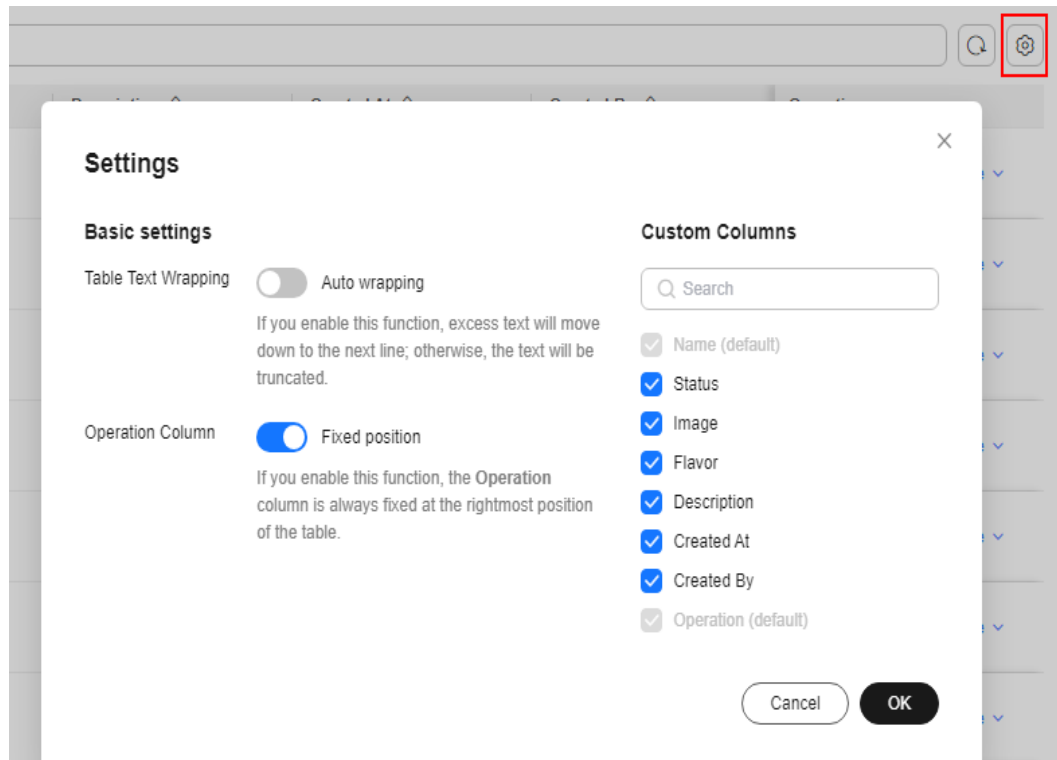 Settings
Basic settings
Table Text Wrapping
Auto wrapping
If you enable this function, excess text will move
down to the next line; otherwise, the text will be
truncated.
Operation Column
Fixed position
If you enable this function, the Operation
column is always fixed at the rightmost position
of the table.
Custom Columns
Search
Name (default)
Status
Image
Flavor
Description
Created At
Created By
Operation (default)
Cancel
OK